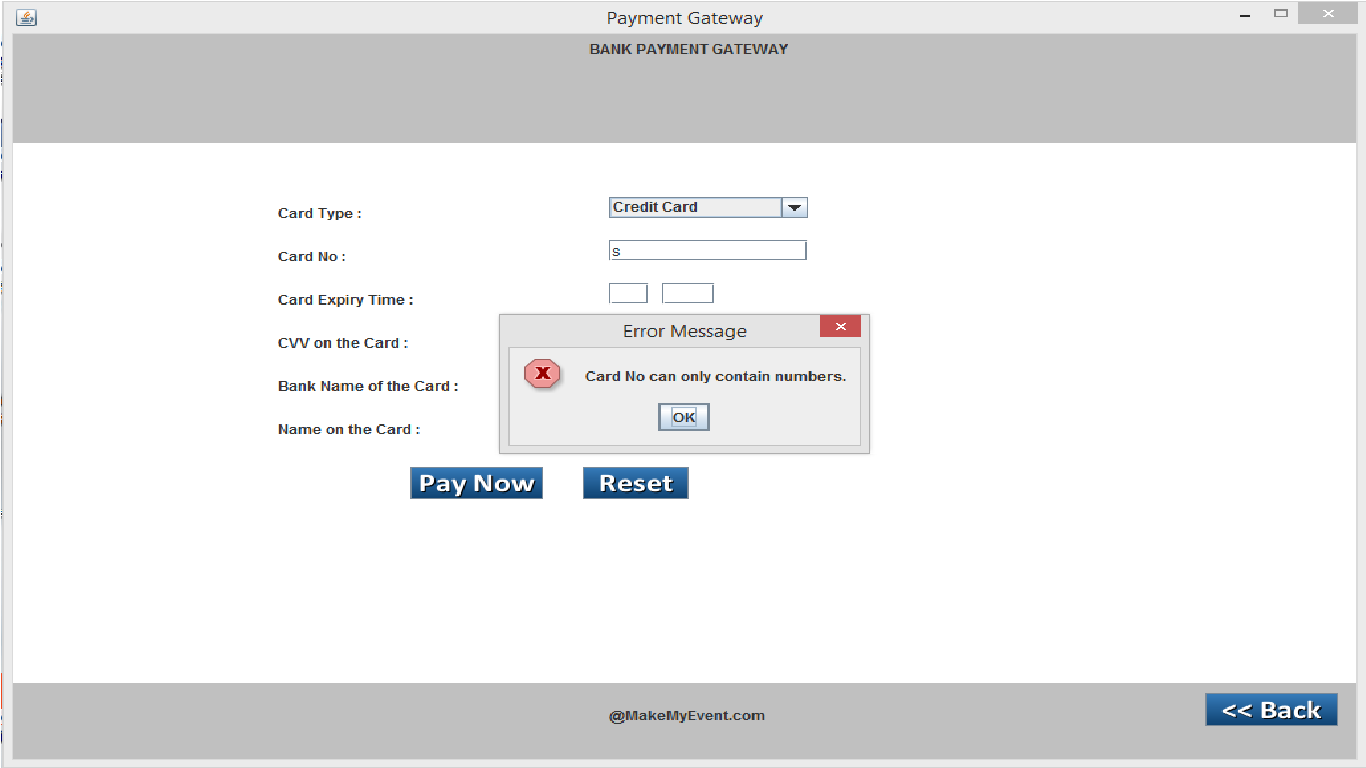 Payment Gateway
BANK PAYMENT GATEWAY
Card Type :
Credit Card
Card No :
s
Card Expiry Time :
Error Message
CVV on the Card :
Card No can only contain numbers.
Bank Name of the Card :
OK
Name on the Card :
Pay Now
Reset
@MakeMyEvent.com
<< Back